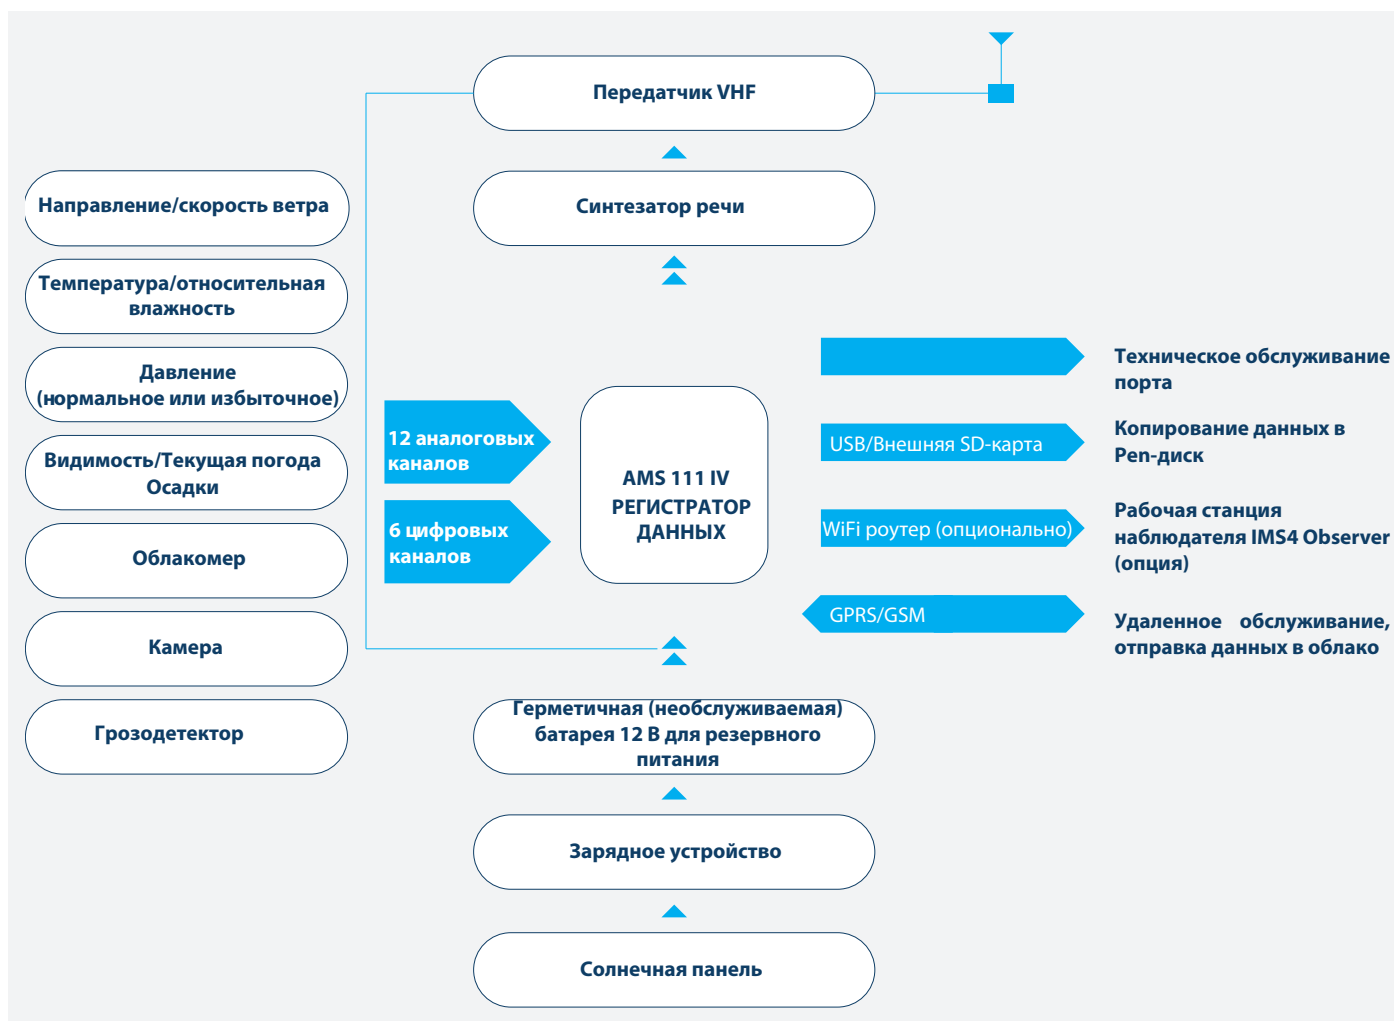 Передатчик VHF
Синтезатор речи
Направление/скорость ветра
Температура/относительная
влажность
Давление
(нормальное или избыточное)
Видимость/Текущая погода
Осадки
Облакомер
Камера
Грозодетектор
12 аналоговых
каналов
6 цифровых
каналов
AMS 111 IV
РЕГИСТРАТОР
ДАННЫХ
Техническое обслуживание
порта
USB/Внешняя SD-карта
Копирование данных в
Pen-диск
WiFi роутер (опционально)
Рабочая станция
наблюдателя IMS4 Observer
(опция)
GPRS/GSM
Удаленное обслуживание,
отправка данных в облако
Герметичная (необслуживаемая)
батарея 12 В для резервного
питания
Зарядное устройство
Солнечная панель